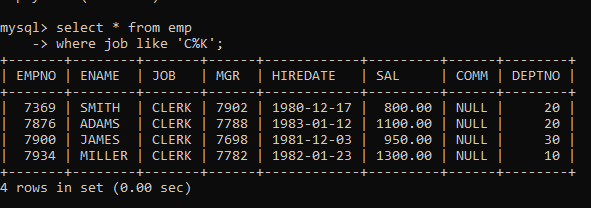 mysql> select * from emp
    -> where job like 'C%K';
+-------+--------+-------+------+------------+---------+------+--------+
| EMPNO | ENAME  | JOB   | MGR  | HIREDATE   | SAL     | COMM | DEPTNO |
+-------+--------+-------+------+------------+---------+------+--------+
|  7369 | SMITH  | CLERK | 7902 | 1980-12-17 |  800.00 | NULL |     20 |
|  7876 | ADAMS  | CLERK | 7788 | 1983-01-12 | 1100.00 | NULL |     20 |
|  7900 | JAMES  | CLERK | 7698 | 1981-12-03 |  950.00 | NULL |     30 |
|  7934 | MILLER | CLERK | 7782 | 1982-01-23 | 1300.00 | NULL |     10 |
+-------+--------+-------+------+------------+---------+------+--------+
4 rows in set (0.00 sec)